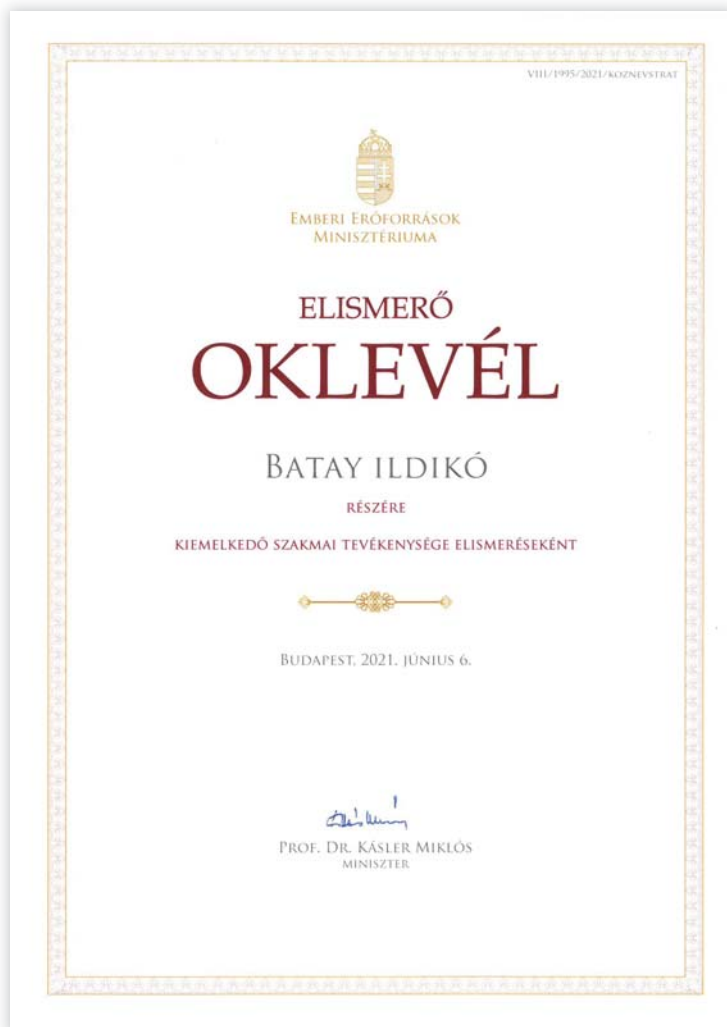 VIII/1995/2021/KOZNEVSTRAT
EMBERI ERŐFORRÁSOK
MINISZTÉRIUMA
ELISMERŐ
OKLEVÉL
BATAY ILDIKÓ
RÉSZÉRE
KIEMELKEDŐ SZAKMAI TEVÉKENYSÉGE ELISMERÉSEKÉNT
BUDAPEST, 2021. JÚNIUS 6.
PROF. DR. KÁSLER MIKLÓS
MINISZTER